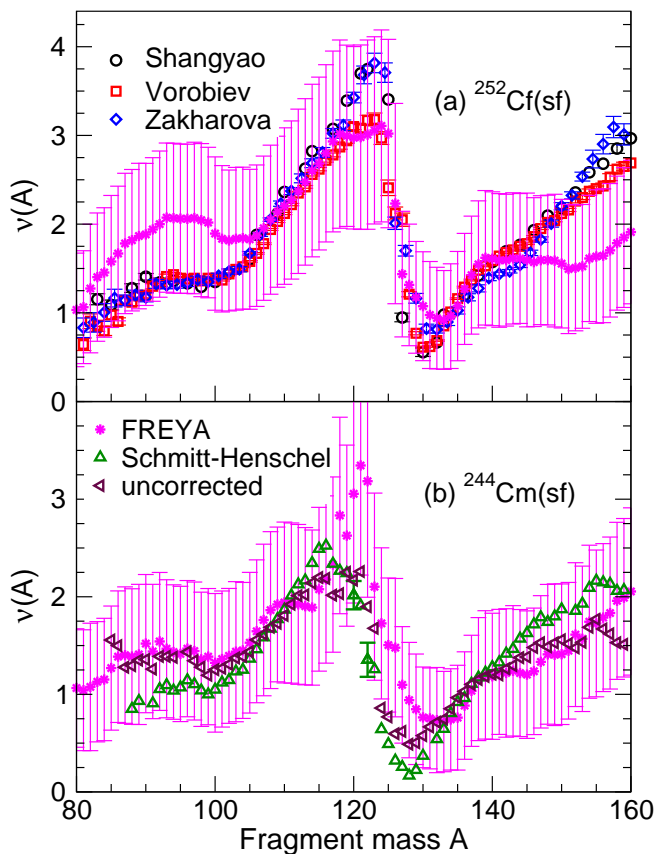 4
3
2
1
0
ν(A)
Shangyao
Vorobiev
Zakharova
(a) ²⁵²Cf(sf)
3
2
1
0
ν(A)
FREYA
Schmitt-Henschel
uncorrected
(b) ²⁴⁴Cm(sf)
80 100 120 140 160
Fragment mass A